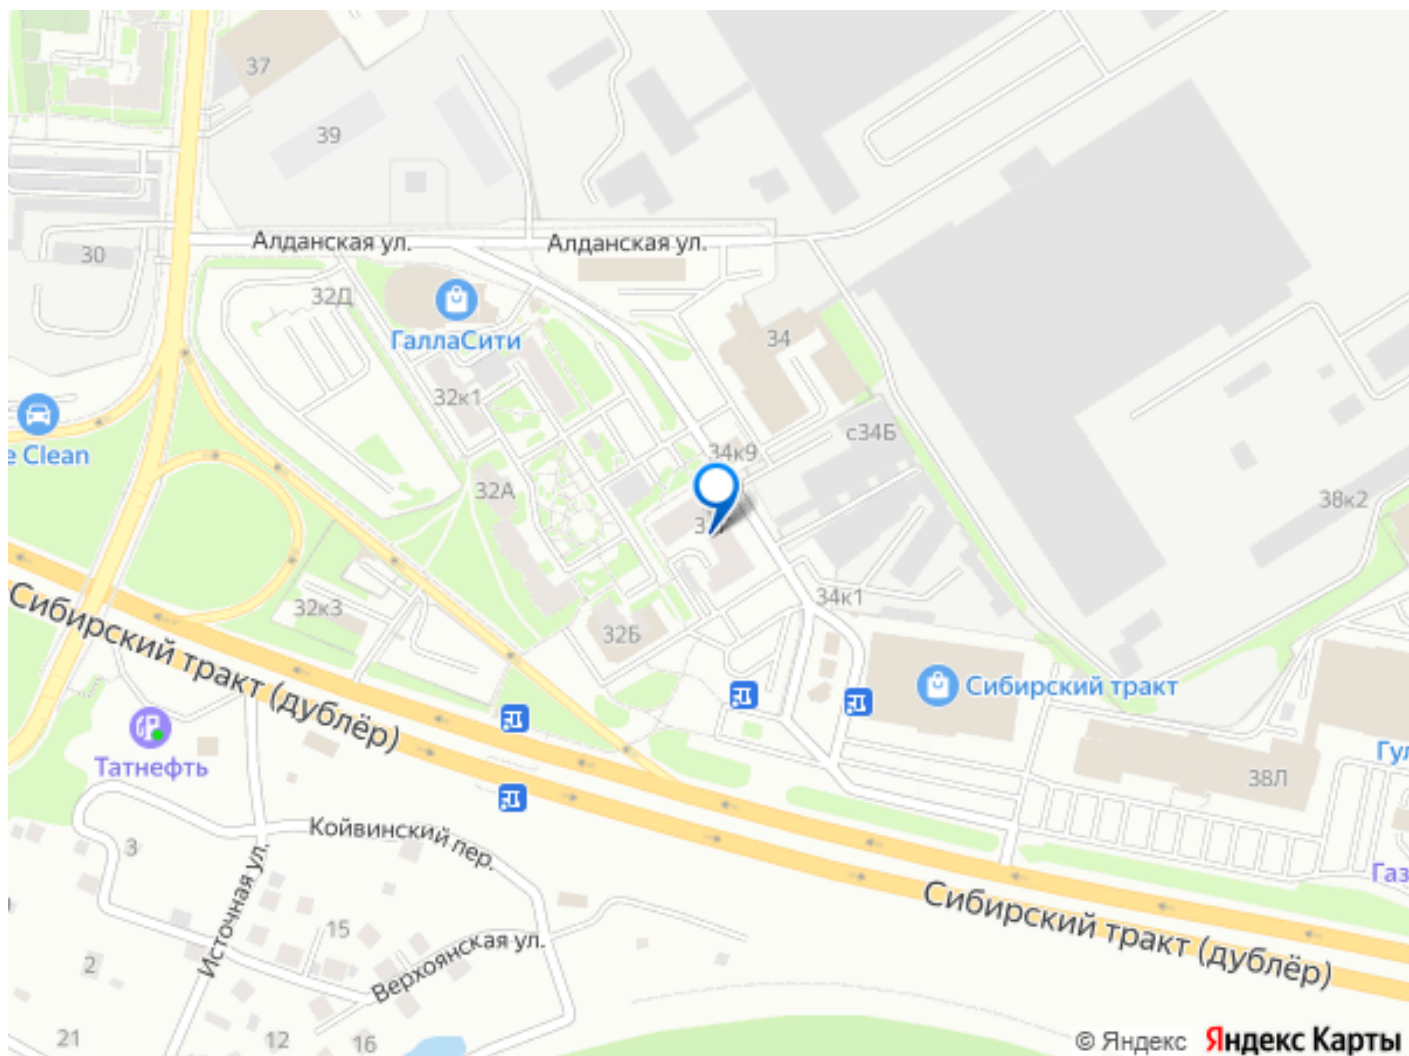 37
39
Алданская ул.
Алданская ул.
30
32Д
ГаллаСити
34
32к1
e Clean
34к9
с34Б
32А
38к2
32к3
34к1
32Б
Сибирский тракт (дублёр)
Сибирский тракт
Татнефть
Гул
38Л
Койвинский пер.
3
Источная ул.
Газ
15
Верхоянская ул.
Сибирский тракт (дублёр)
2
21
12
16
© Яндекс Яндекс Карты